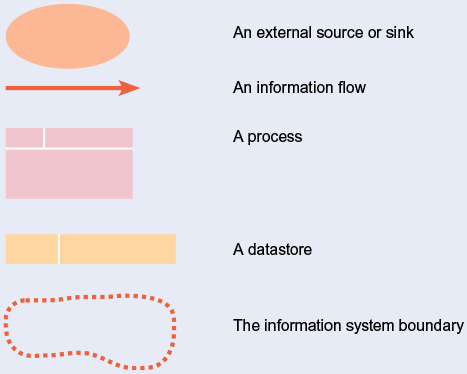 An external source or sink
An information flow
A process
A datastore
The information system boundary